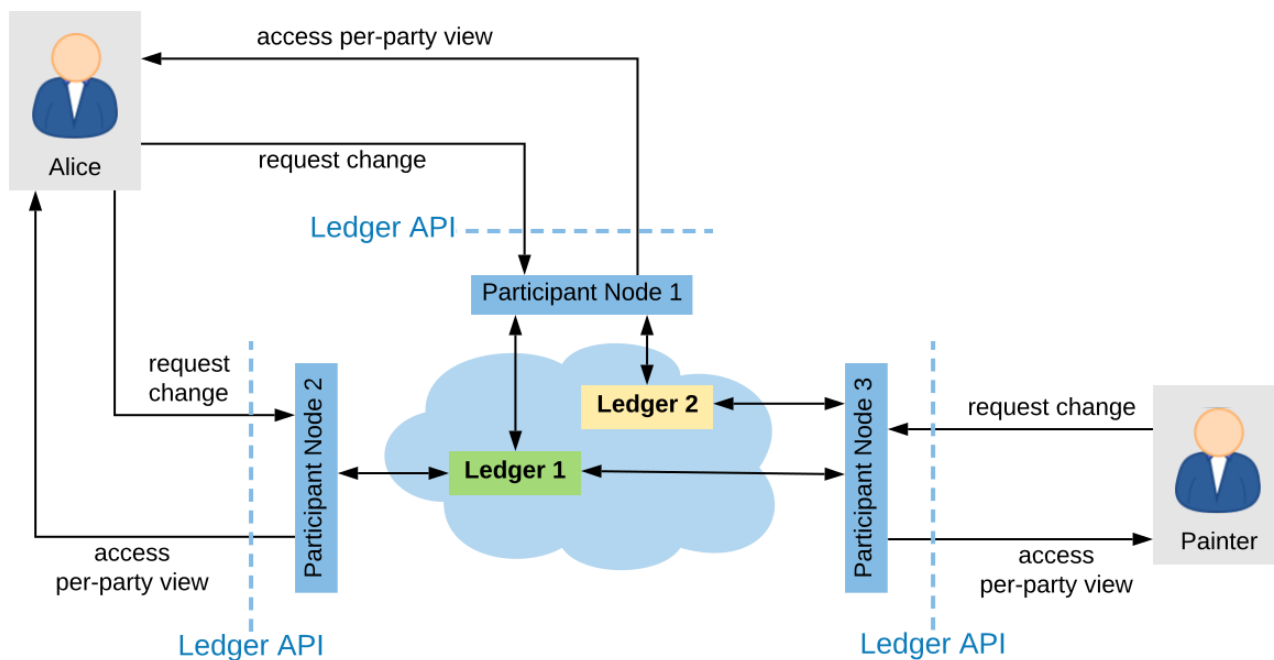 access per-party view
Alice
request change
Ledger API
Participant Node 1
request
change
Participant Node 2
Ledger 2
Participant Node 3
request change
Ledger 1
access
per-party view
access
per-party view
Painter
Ledger API
Ledger API